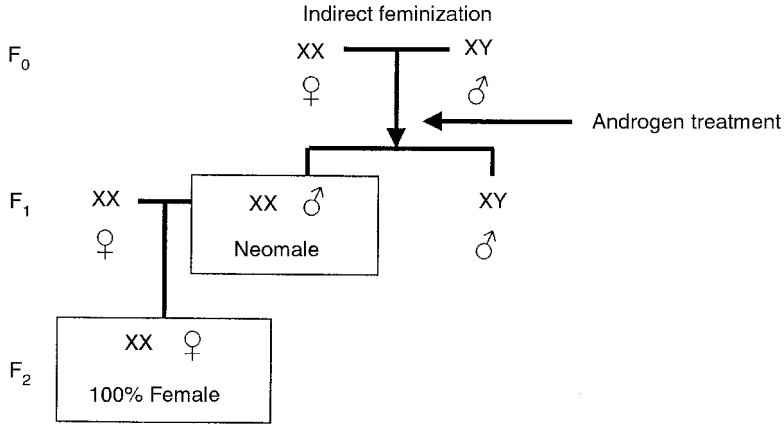 Indirect feminization
F0 XX XY
♀ ♂
Androgen treatment
F1 XX XX ♂ XY
♀ Neomale ♂
XX ♀
F2 100% Female